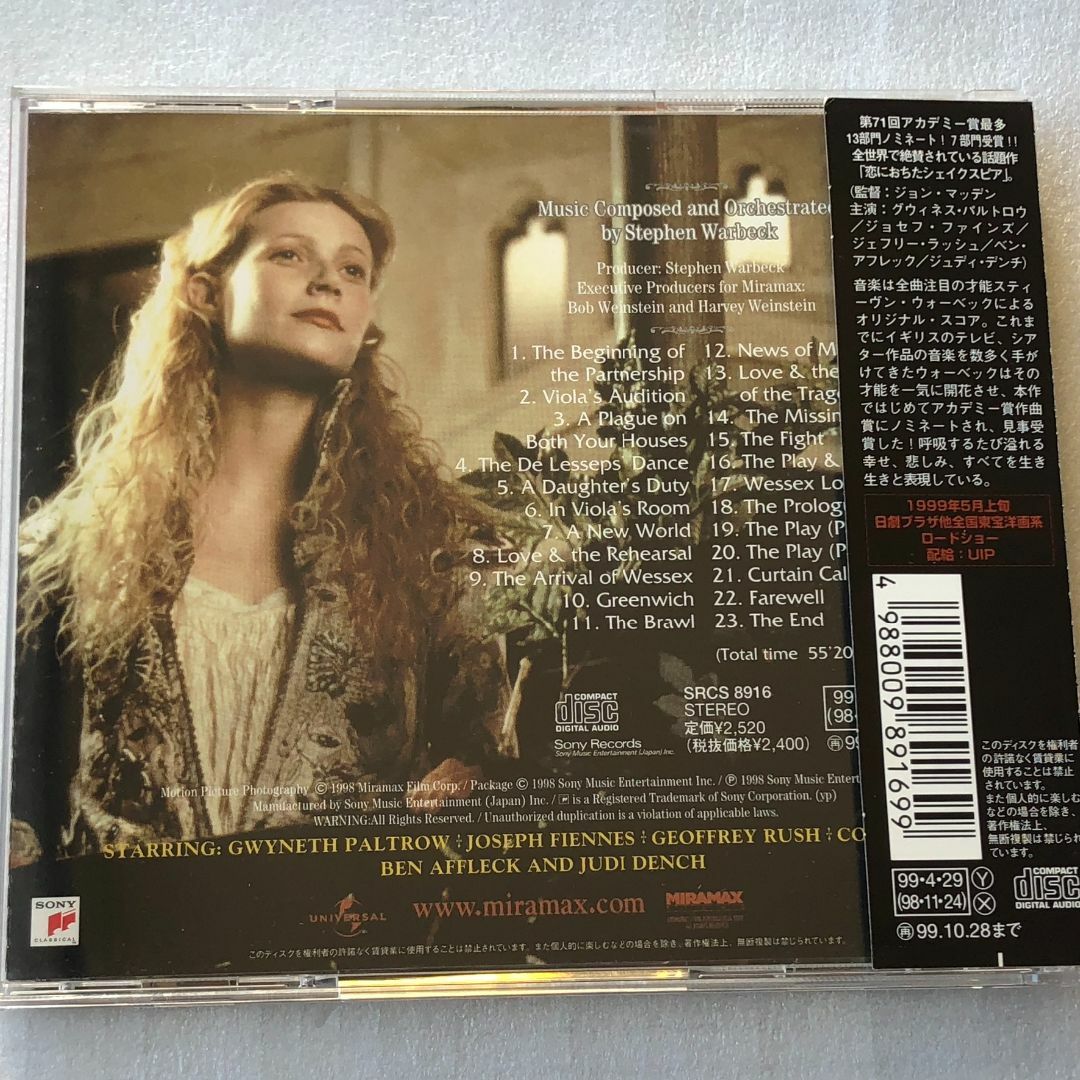 Music Composed and Orchestrated
by Stephen Warbeck
Producer: Stephen Warbeck
Executive Producers for Miramax:
Bob Weinstein and Harvey Weinstein
1. The Beginning of
the Partnership
2. Viola's Audition
3. A Plague on
Both Your Houses
4. The De Lesseps' Dance
5. A Daughter's Duty
6. In Viola's Room
7. A New World
8. Love & the Rehearsal
9. The Arrival of Wessex
10. Greenwich
11. The Brawl
12. News of M
13. Love & the
of the Trage
14. The Missin
15. The Fight
16. The Play &
17. Wessex Lo
18. The Prolog
19. The Play (P
20. The Play (P
21. Curtain Cal
22. Farewell
23. The End
(Total time 55'20
COMPACT
disc
DIGITAL AUDIO
Sony Records
Sony Music Entertainment (Japan) Inc.
SRCS 8916
STEREO
定価¥2,520
(税抜価格¥2,400)
99
(98・
再 99
Motion Picture Photography © 1998 Miramax Film Corp. / Package © 1998 Sony Music Entertainment Inc. / ℗ 1998 Sony Music Enter
Manufactured by Sony Music Entertainment (Japan) Inc. / is a Registered Trademark of Sony Corporation. (yp)
WARNING:All Rights Reserved. / Unauthorized duplication is a violation of applicable laws.
STARRING: GWYNETH PALTROW JOSEPH FIENNES GEOFFREY RUSH CO
BEN AFFLECK AND JUDI DENCH
SONY
CLASSICAL
UNIVERSAL
www.miramax.com
MIRAMAX
このディスクを権利者の許諾なく賃貸業に使用することは禁止されています。また個人的に楽しむなどの場合を除き、著作権法上、無断複製は禁じられています。
第71回アカデミー賞最多
13部門ノミネート!7部門受賞!!
全世界で絶賛されている話題作
「恋におちたシェイクスピア」。
(監督:ジョン・マッデン
主演:グウィネス・パルトロウ
/ジョセフ・ファインズ/
ジェフリー・ラッシュ/ベン・
アフレック/ジュディ・デンチ)
音楽は全曲注目の才能スティ
ーヴン・ウォーベックによる
オリジナル・スコア。これま
でにイギリスのテレビ、シア
ター作品の音楽を数多く手が
けてきたウォーベックはその
才能を一気に開花させ、本作
ではじめてアカデミー賞作曲
賞にノミネートされ、見事受
賞した!呼吸するたび溢れる
幸せ、悲しみ、すべてを生き
生きと表現している。
1999年5月上旬
日劇プラザ他全国東宝洋画系
ロードショー
配給:UIP
4 988009 891699
このディスクを権利者
の許諾なく賃貸業に
使用することは禁止
されています。
また個人的に楽しむ
などの場合を除き、
著作権法上、
無断複製は禁じられ
ています。
99・4・29 Y
(98・11・24) X
再 99.10.28まで
COMPACT
disc
DIGITAL AUDIO